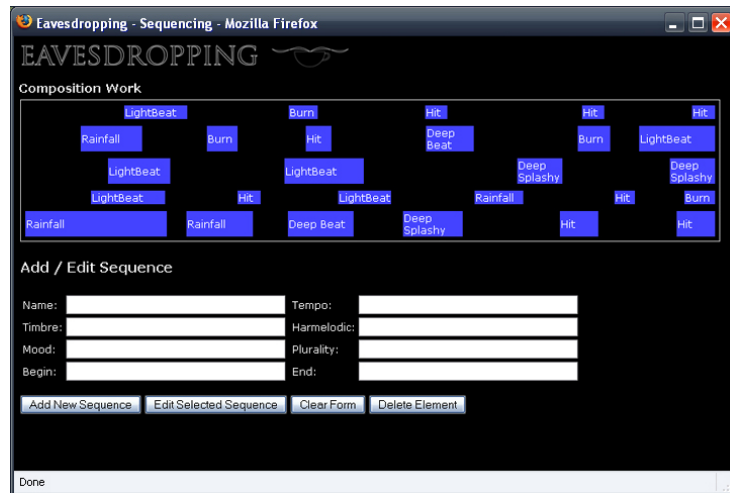 Eavesdropping - Sequencing - Mozilla Firefox
EAVESDROPPING
Composition Work
LightBeat Burn Hit Hit Hit
Rainfall Burn Hit Deep Beat Burn LightBeat
LightBeat LightBeat Deep Splashy Deep Splashy
LightBeat Hit LightBeat Rainfall Hit Burn
Rainfall Rainfall Deep Beat Deep Splashy Hit Hit
Add / Edit Sequence
Name: Tempo:
Timbre: Harmelodic:
Mood: Plurality:
Begin: End:
Add New Sequence Edit Selected Sequence Clear Form Delete Element
Done